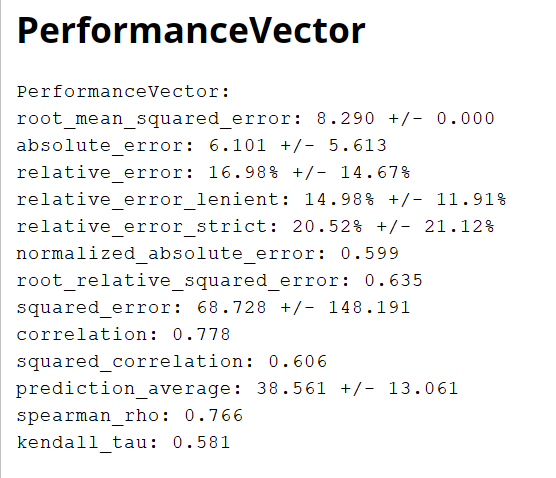 PerformanceVector
PerformanceVector:
root_mean_squared_error: 8.290 +/- 0.000
absolute_error: 6.101 +/- 5.613
relative_error: 16.98% +/- 14.67%
relative_error_lenient: 14.98% +/- 11.91%
relative_error_strict: 20.52% +/- 21.12%
normalized_absolute_error: 0.599
root_relative_squared_error: 0.635
squared_error: 68.728 +/- 148.191
correlation: 0.778
squared_correlation: 0.606
prediction_average: 38.561 +/- 13.061
spearman_rho: 0.766
kendall_tau: 0.581